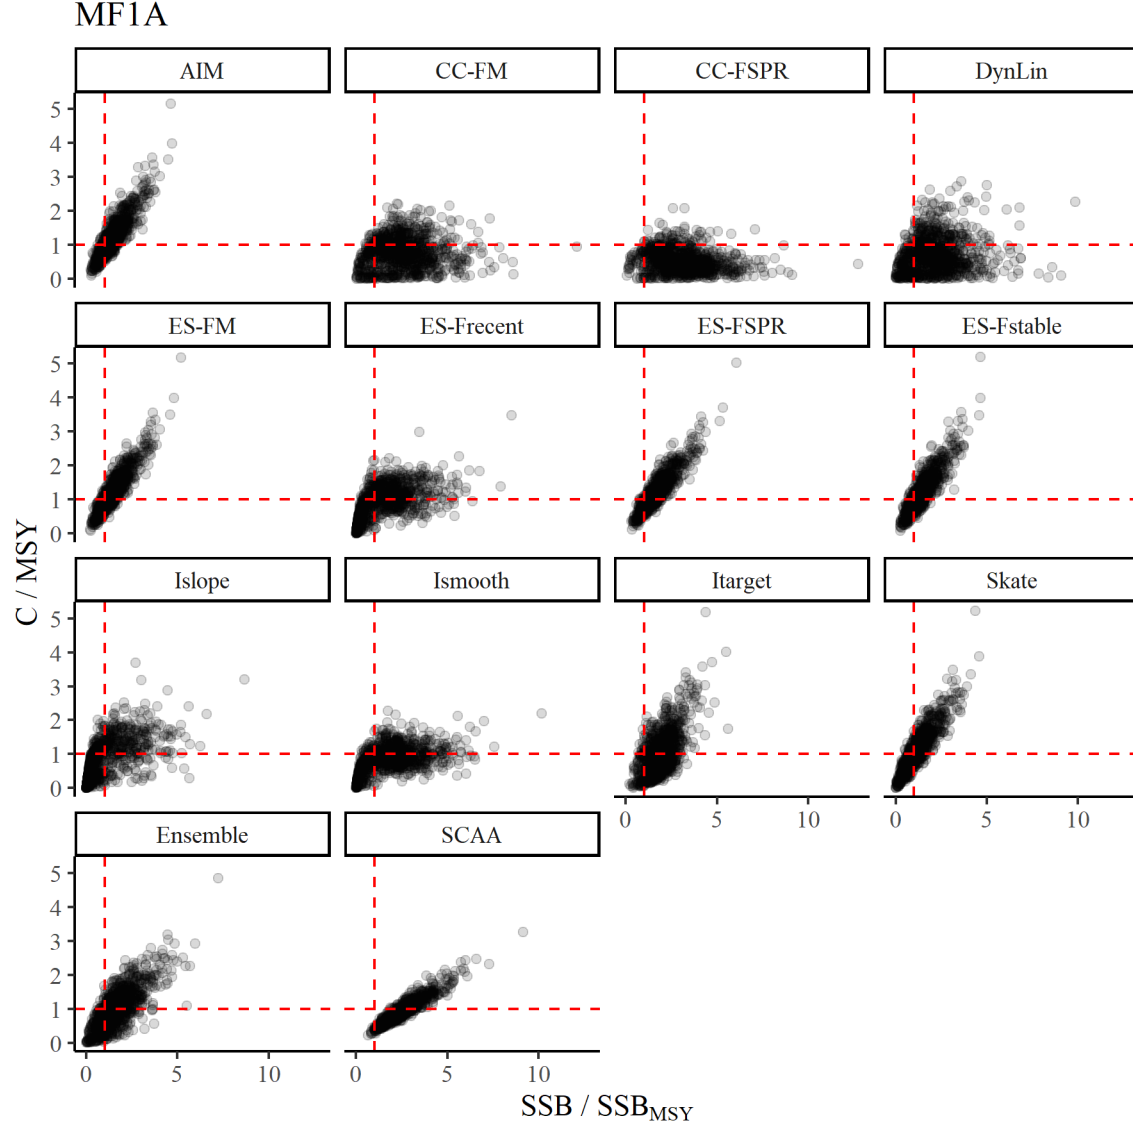 MF1A
AIM CC-FM CC-FSPR DynLin
5
4
3
2
1
0
ES-FM ES-Frecent ES-FSPR ES-Fstable
5
4
3
2
1
0
C / MSY
Islope Ismooth Itarget Skate
5
4
3
2
1
0
0 5 10 0 5 10
Ensemble SCAA
5
4
3
2
1
0
0 5 10 0 5 10
SSB / SSBMSY